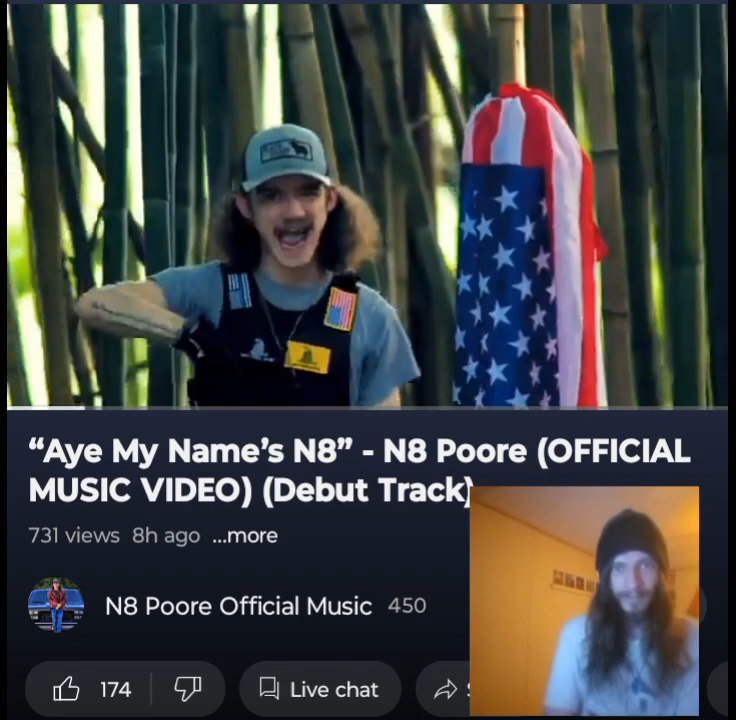 “Aye My Name’s N8” - N8 Poore (OFFICIAL
MUSIC VIDEO) (Debut Track)
731 views 8h ago ...more
N8 Poore Official Music 450
174
Live chat